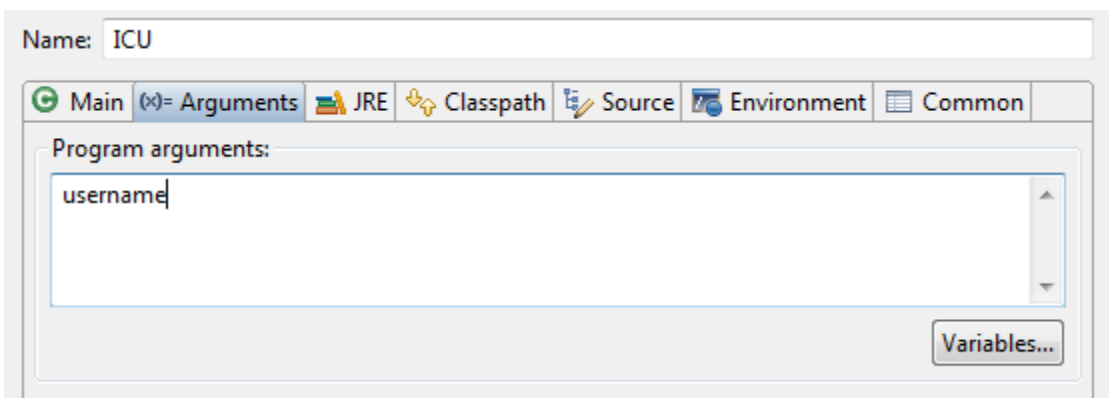 Name: ICU
Main (x)= Arguments JRE Classpath Source Environment Common
Program arguments:
username
Variables...